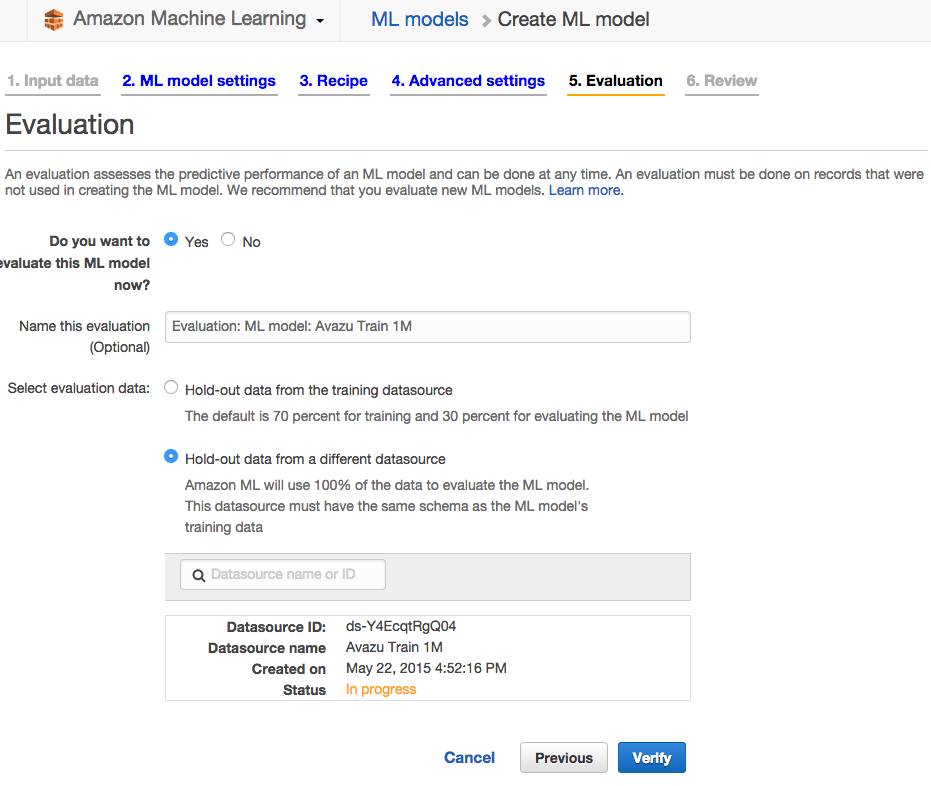 Amazon Machine Learning
ML models > Create ML model
1. Input data 2. ML model settings 3. Recipe 4. Advanced settings 5. Evaluation 6. Review
Evaluation
An evaluation assesses the predictive performance of an ML model and can be done at any time. An evaluation must be done on records that were
not used in creating the ML model. We recommend that you evaluate new ML models. Learn more.
Do you want to
evaluate this ML model
now?
Yes No
Name this evaluation
(Optional)
Evaluation: ML model: Avazu Train 1M
Select evaluation data:
Hold-out data from the training datasource
The default is 70 percent for training and 30 percent for evaluating the ML model
Hold-out data from a different datasource
Amazon ML will use 100% of the data to evaluate the ML model.
This datasource must have the same schema as the ML model's
training data
Datasource name or ID
Datasource ID: ds-Y4EcqtRgQ04
Datasource name Avazu Train 1M
Created on May 22, 2015 4:52:16 PM
Status In progress
Cancel Previous Verify